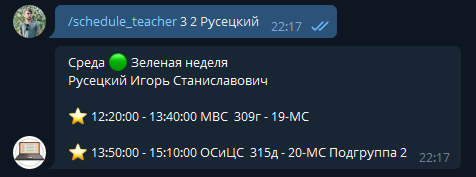 /schedule_teacher 3 2 Русецкий
22:17
Среда 🟢 Зеленая неделя
Русецкий Игорь Станиславович
⭐ 12:20:00 - 13:40:00 МВС 309г - 19-МС
⭐ 13:50:00 - 15:10:00 ОСиЦС 315д - 20-МС Подгруппа 2
22:17